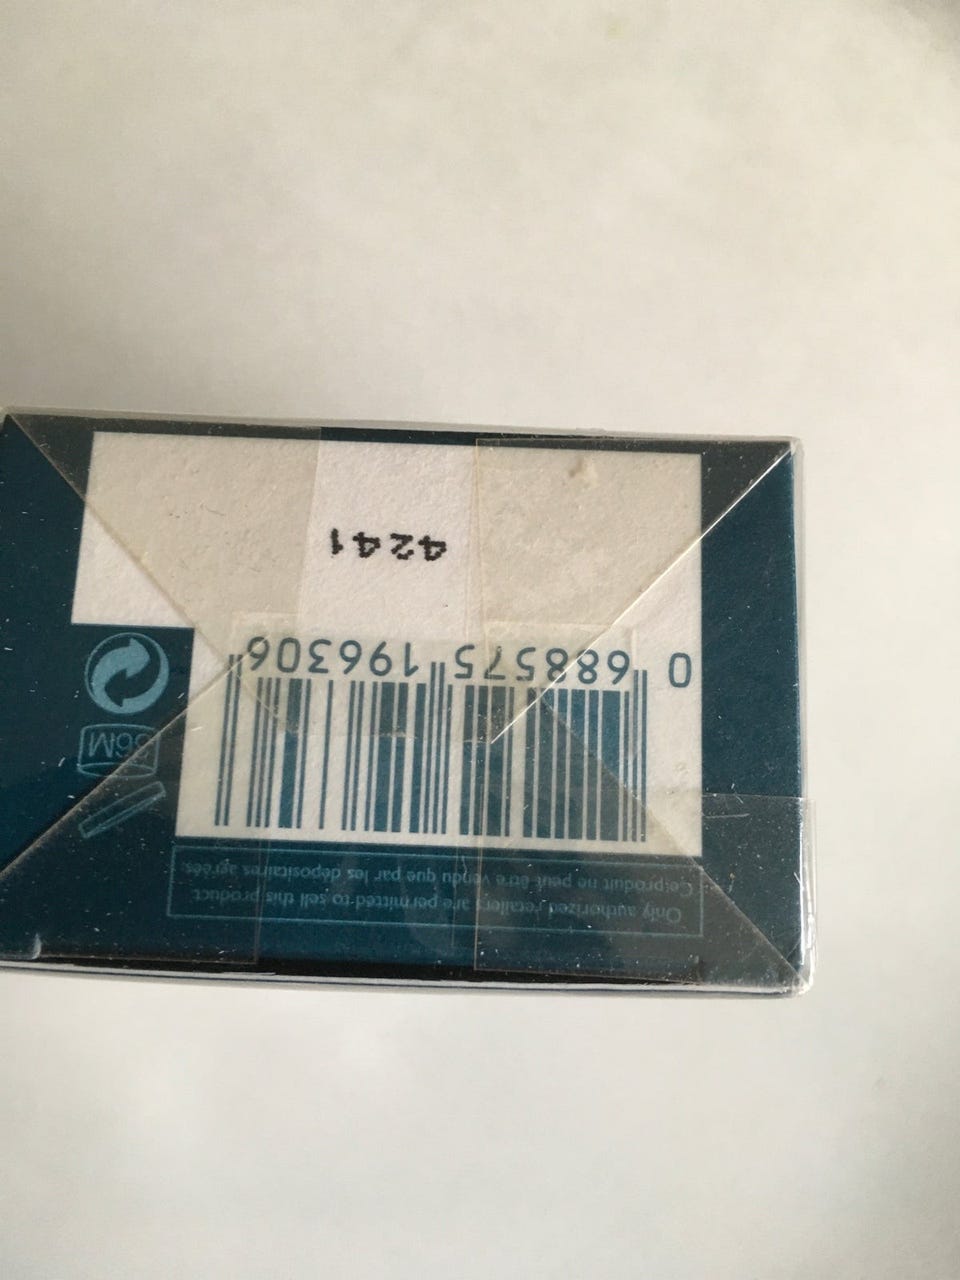 Only authorized retailers are permitted to sell this product.
Ce produit ne peut être vendu que par les dépositaires agréés.
36M
0 688575 196306
4241